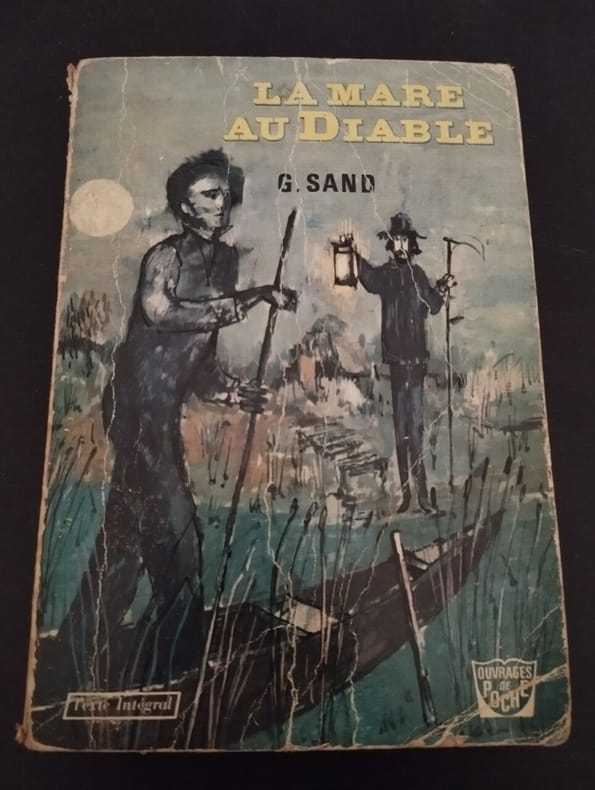 LA MARE
AU DIABLE
G. SAND
Texte Intégral
OUVRAGES
DE
POCHE